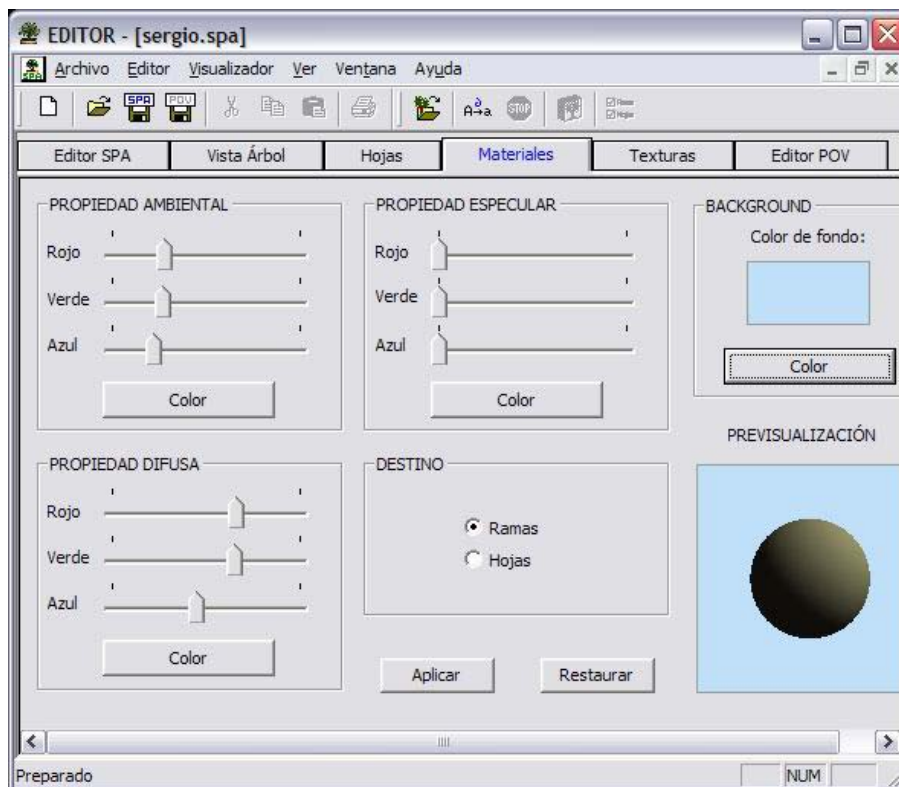 EDITOR - [sergio.spa]
Archivo Editor Visualizador Ver Ventana Ayuda
SPA POV A→a STOP
Editor SPA Vista Árbol Hojas Materiales Texturas Editor POV
PROPIEDAD AMBIENTAL
Rojo
Verde
Azul
Color
PROPIEDAD ESPECULAR
Rojo
Verde
Azul
Color
BACKGROUND
Color de fondo:
Color
PROPIEDAD DIFUSA
Rojo
Verde
Azul
Color
DESTINO
Ramas
Hojas
Aplicar Restaurar
PREVISUALIZACIÓN
Preparado NUM